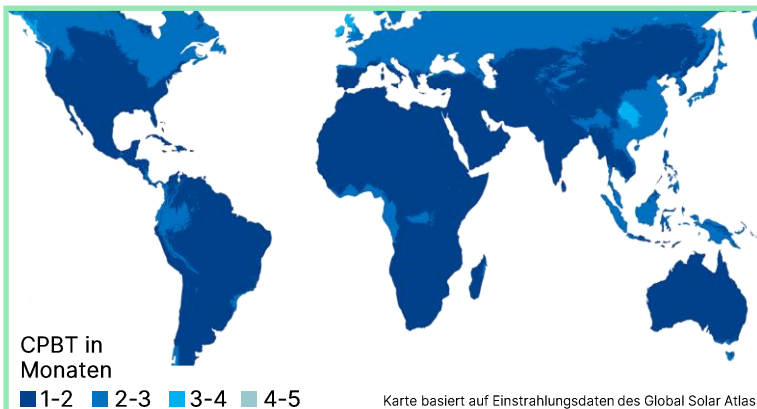 CPBT in
Monaten
1-2 2-3 3-4 4-5
Karte basiert auf Einstrahlungsdaten des Global Solar Atlas